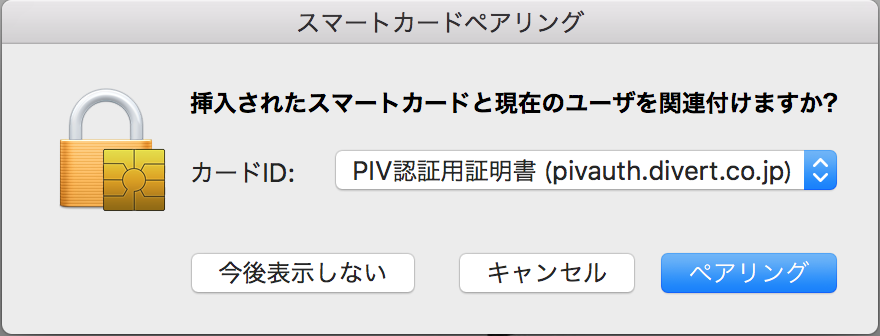 スマートカードペアリング
挿入されたスマートカードと現在のユーザを関連付けますか?
カードID: PIV認証用証明書 (pivauth.divert.co.jp)
今後表示しない キャンセル ペアリング